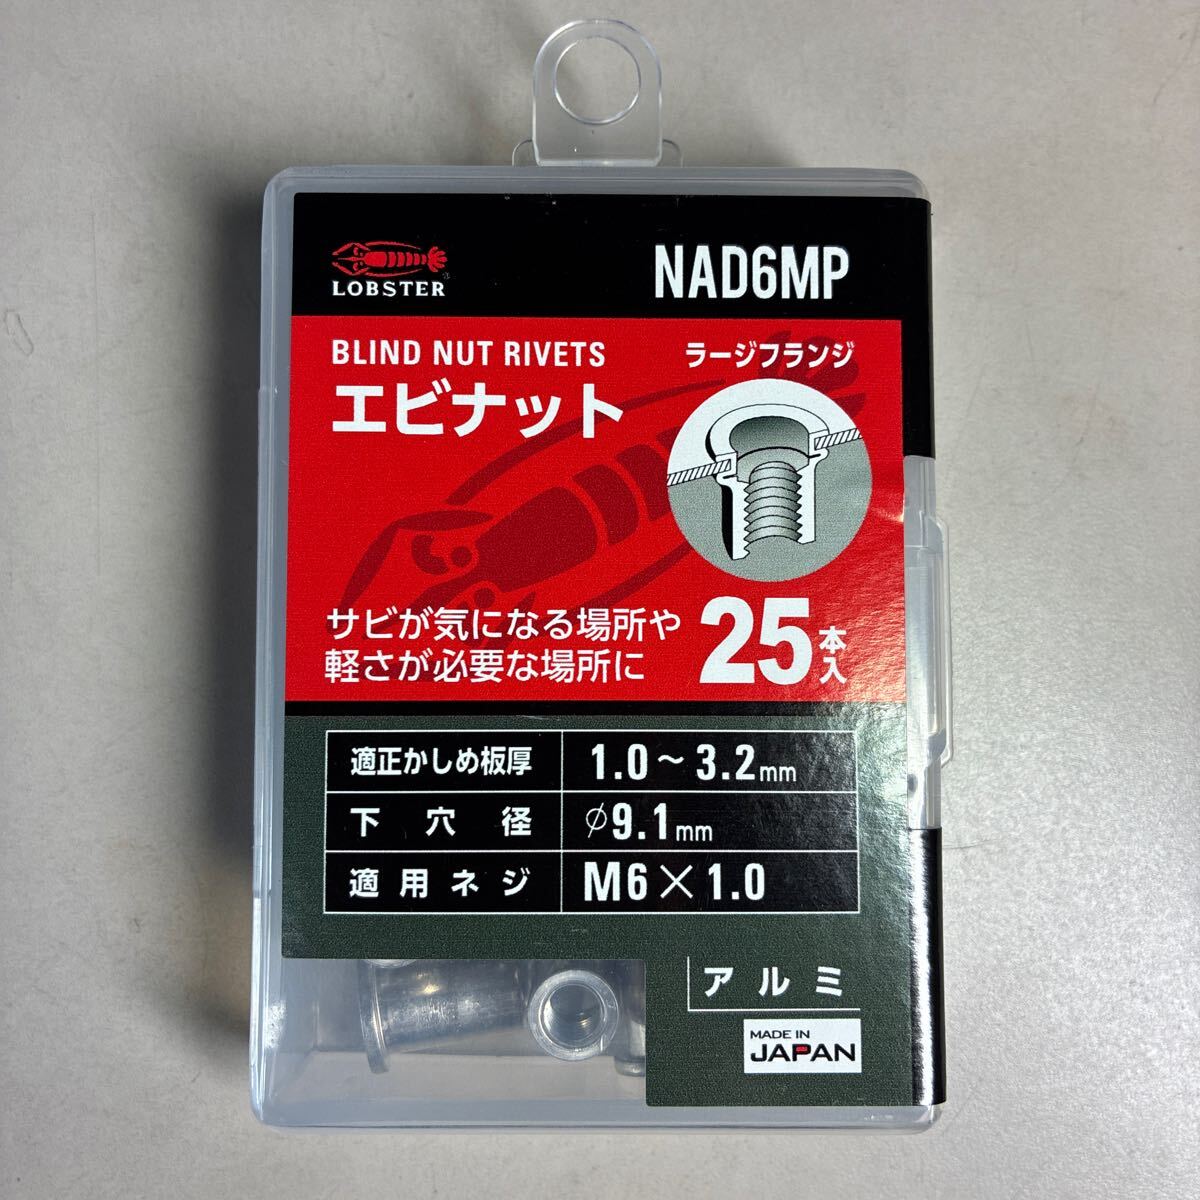 LOBSTER
NAD6MP
BLIND NUT RIVETS
エビナット
ラージフランジ
サビが気になる場所や
軽さが必要な場所に
25本入
適正かしめ板厚 1.0～3.2mm
下穴径 φ9.1mm
適用ネジ M6×1.0
アルミ
MADE IN
JAPAN